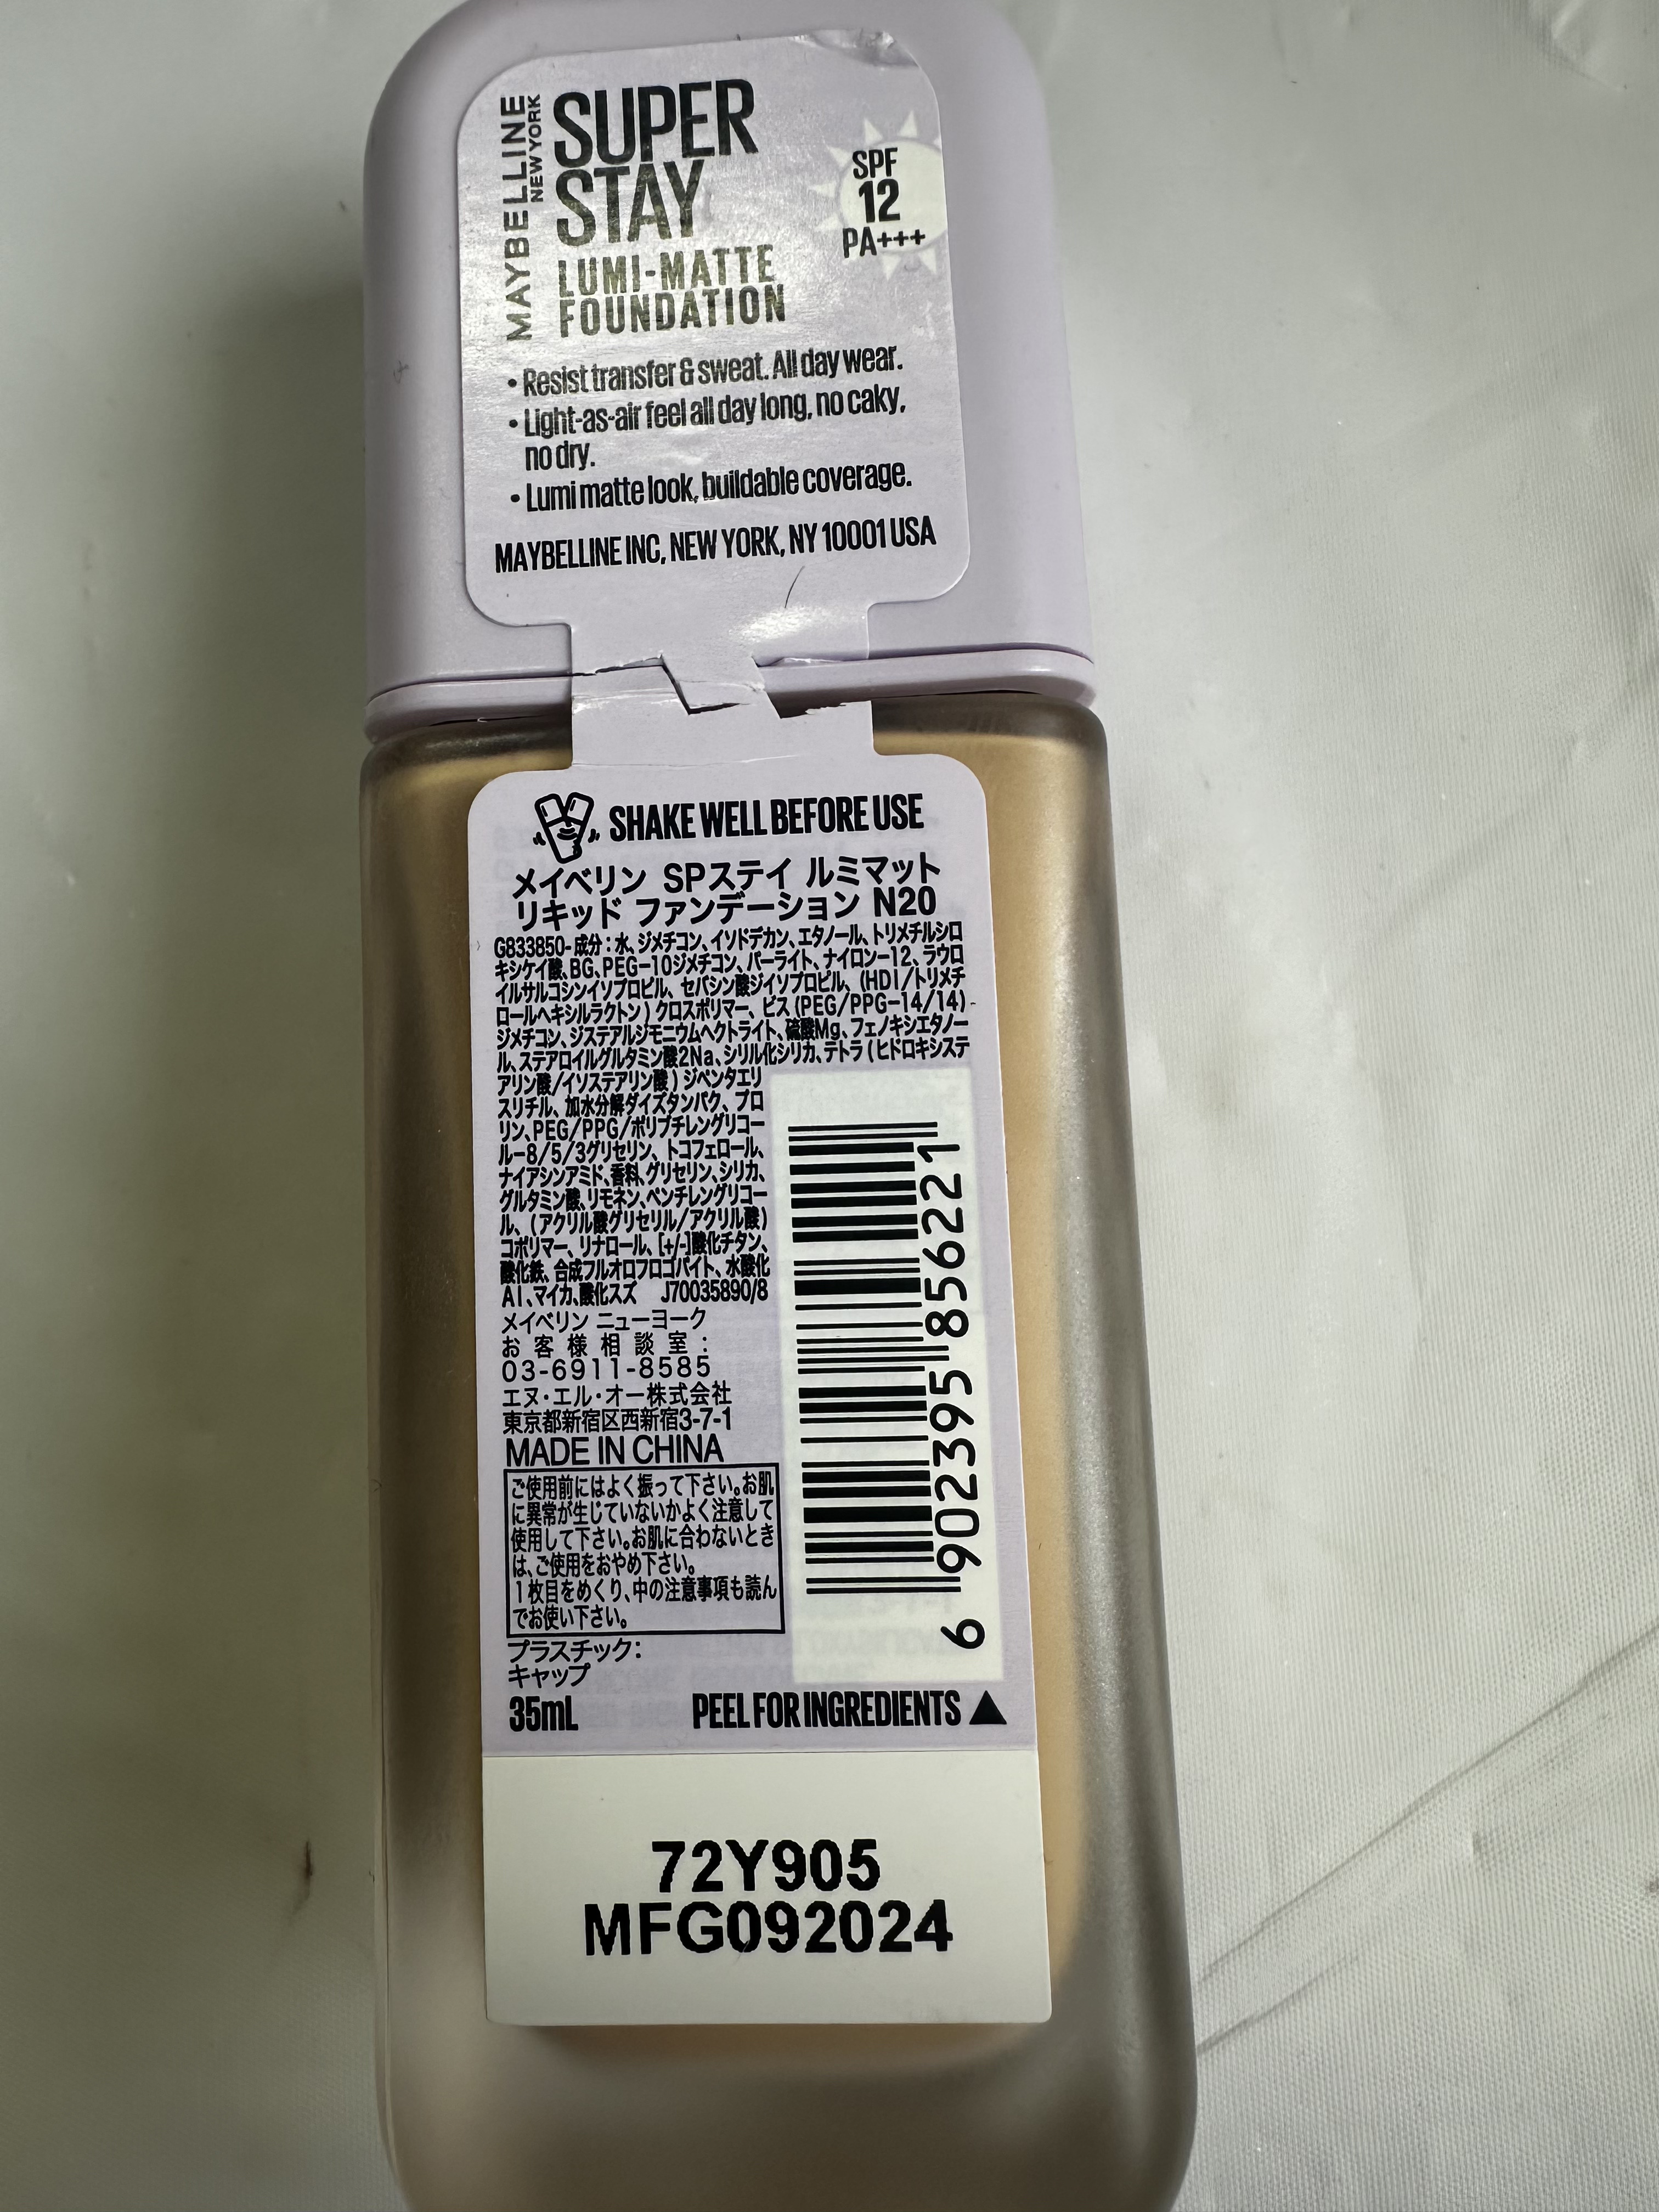 MAYBELLINE
NEW YORK
SUPER
STAY
LUMI-MATTE
FOUNDATION
SPF
12
PA+++
• Resist transfer & sweat. All day wear.
• Light-as-air feel all day long, no caky,
no dry.
• Lumi matte look, buildable coverage.
MAYBELLINE INC, NEW YORK, NY 10001 USA
SHAKE WELL BEFORE USE
メイベリン SPステイ ルミマット
リキッド ファンデーション N20
G833850-成分:水、ジメチコン、イソドデカン、エタノール、トリメチルシロ
キシケイ酸、BG、PEG-10ジメチコン、パーライト、ナイロン-12、ラウロ
イルサルコシンイソプロピル、セバシン酸ジイソプロピル、(HDI/トリメチ
ロールヘキシルラクトン)クロスポリマー、ビス(PEG/PPG-14/14)
ジメチコン、ジステアルジモニウムヘクトライト、硫酸Mg、フェノキシエタノー
ル、ステアロイルグルタミン酸2Na、シリル化シリカ、テトラ(ヒドロキシステ
アリン酸/イソステアリン酸)ジペンタエリ
スリチル、加水分解ダイズタンパク、プロ
リン、PEG/PPG/ポリブチレングリコー
ル-8/5/3グリセリン、トコフェロール、
ナイアシンアミド、香料、グリセリン、シリカ、
グルタミン酸、リモネン、ペンチレングリコー
ル、(アクリル酸グリセリル/アクリル酸)
コポリマー、リナロール、[+/-]酸化チタン、
酸化鉄、合成フルオロフロゴパイト、水酸化
Al、マイカ、酸化スズ J70035890/8
メイベリン ニューヨーク
お客様相談室:
03-6911-8585
エヌ・エル・オー株式会社
東京都新宿区西新宿3-7-1
MADE IN CHINA
ご使用前にはよく振って下さい。お肌
に異常が生じていないかよく注意して
使用して下さい。お肌に合わないとき
は、ご使用をおやめ下さい。
1枚目をめくり、中の注意事項も読ん
でお使い下さい。
プラスチック:
キャップ
35mL
6 902395 856221
PEEL FOR INGREDIENTS ▲
72Y905
MFG092024